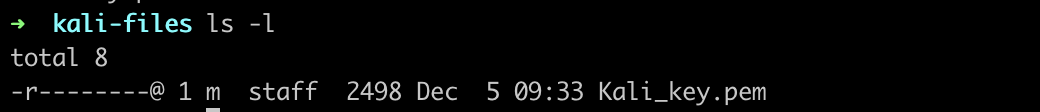 ➜  kali-files ls -l
total 8
-r--------@ 1 m  staff  2498 Dec  5 09:33 Kali_key.pem